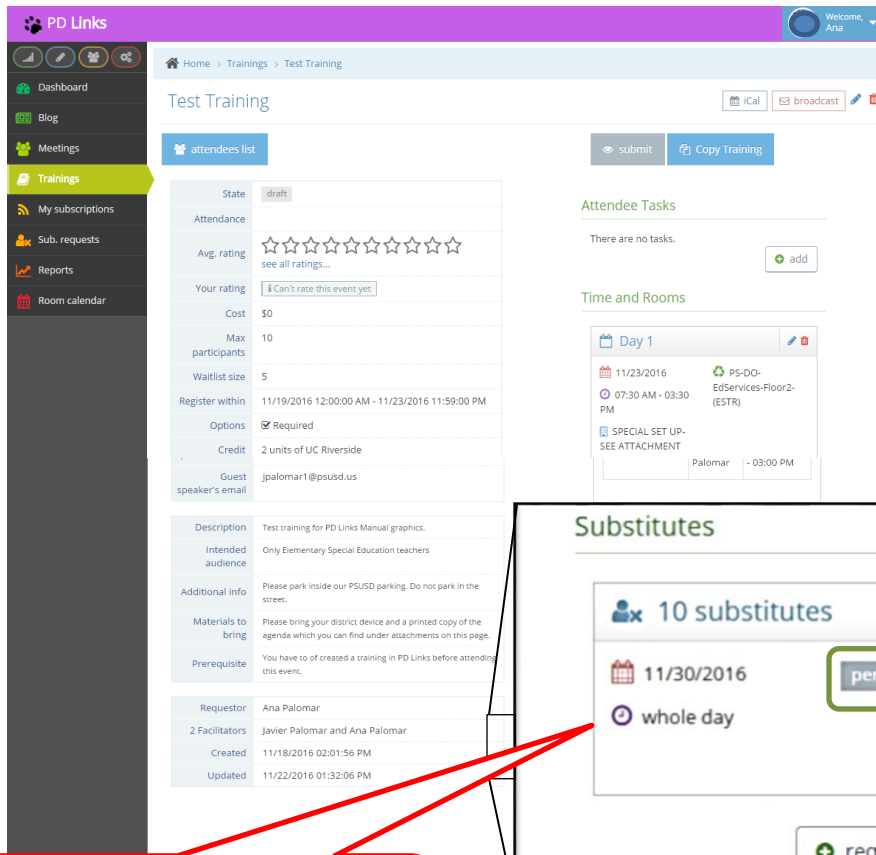 PD Links
Welcome,
Ana
Home > Trainings > Test Training
Dashboard
Blog
Meetings
Trainings
My subscriptions
Sub. requests
Reports
Room calendar
Test Training
iCal
broadcast
attendees list
submit
Copy Training
State draft
Attendance
Avg. rating
see all ratings...
Your rating i Can't rate this event yet
Cost $0
Max
participants 10
Waitlist size 5
Register within 11/19/2016 12:00:00 AM - 11/23/2016 11:59:00 PM
Options Required
Credit 2 units of UC Riverside
Guest
speaker's email jpalomar1@psusd.us
Description Test training for PD Links Manual graphics.
Intended
audience Only Elementary Special Education teachers
Additional info Please park inside our PSUSD parking. Do not park in the
street.
Materials to
bring Please bring your district device and a printed copy of the
agenda which you can find under attachments on this page.
Prerequisite You have to of created a training in PD Links before attending
this event.
Requestor Ana Palomar
2 Facilitators Javier Palomar and Ana Palomar
Created 11/18/2016 02:01:56 PM
Updated 11/22/2016 01:32:06 PM
Attendee Tasks
There are no tasks.
add
Time and Rooms
Day 1
11/23/2016
07:30 AM - 03:30
PM
PS-DO-
EdServices-Floor2-
(ESTR)
SPECIAL SET UP-
SEE ATTACHMENT
Palomar - 03:00 PM
Substitutes
10 substitutes
11/30/2016
whole day